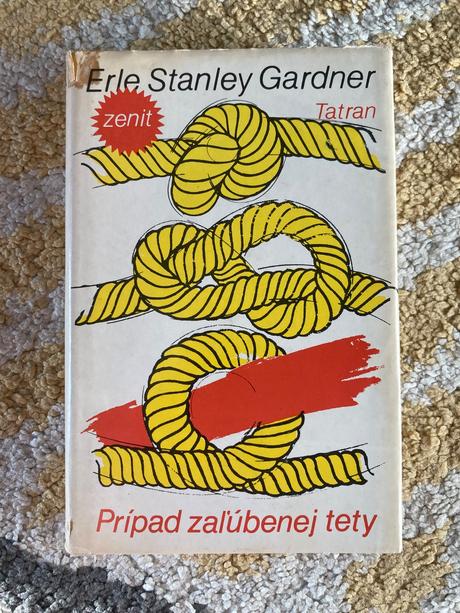 Erle Stanley Gardner
zenit
Tatran
Prípad zaľúbenej tety